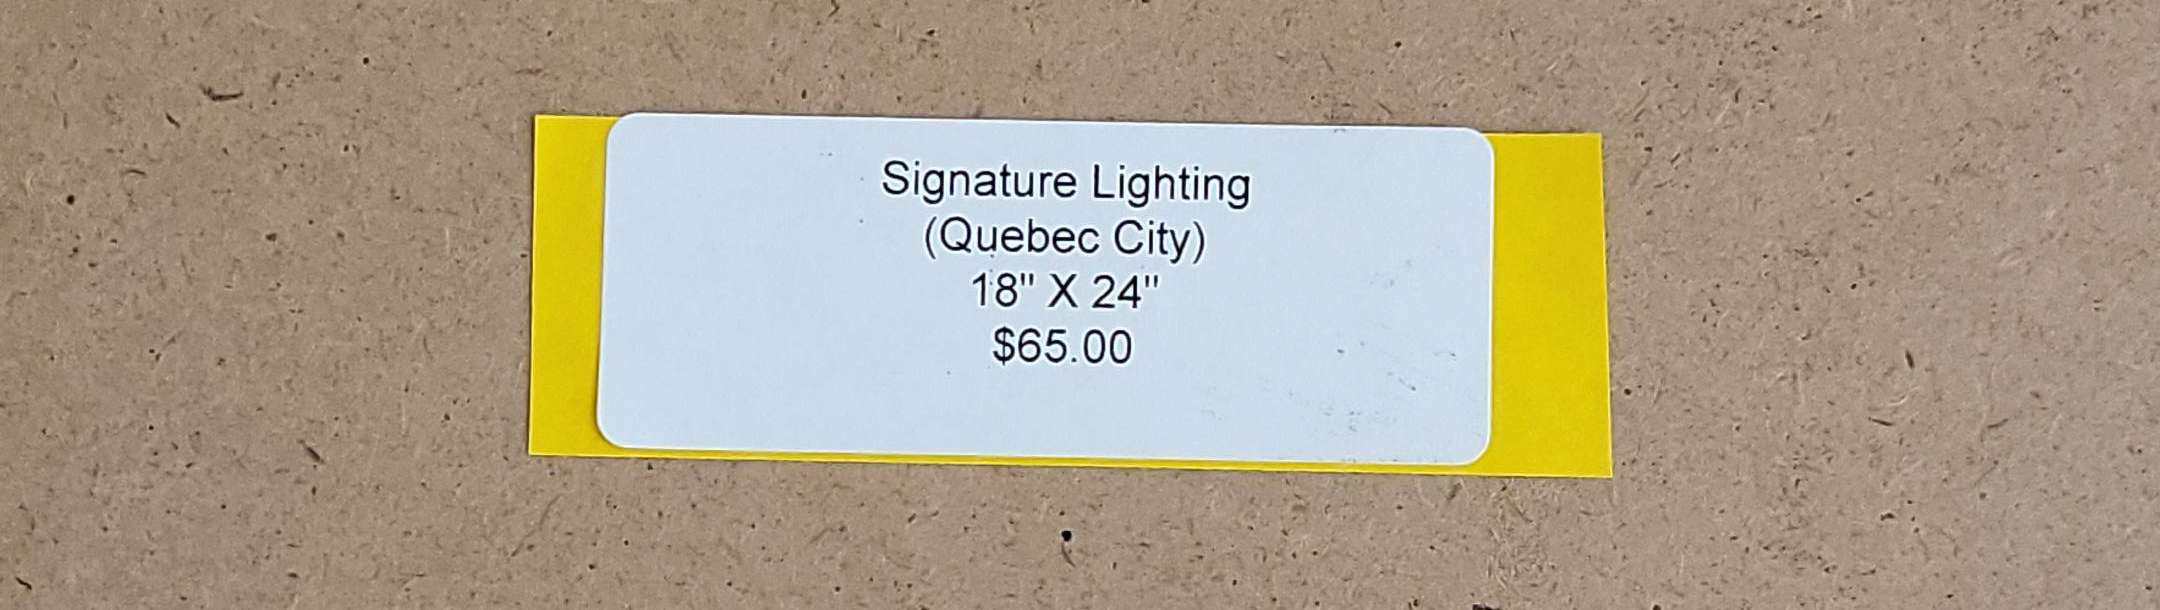 Signature Lighting
(Quebec City)
18" X 24"
$65.00